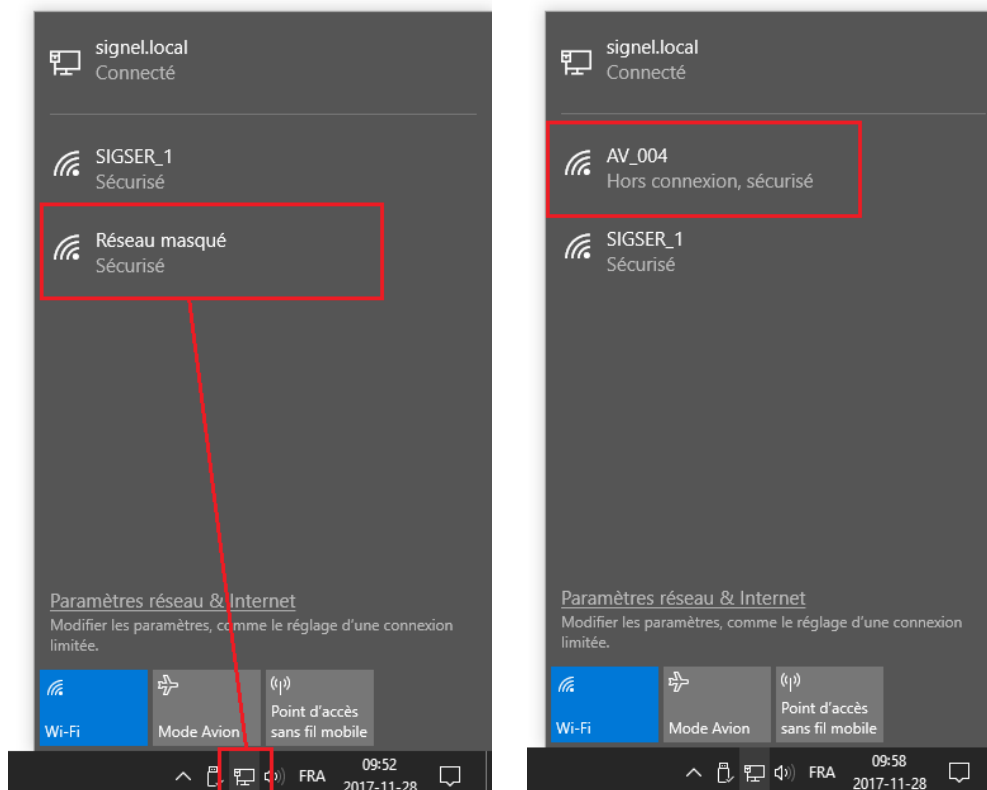 signel.local
Connecté
SIGSER_1
Sécurisé
Réseau masqué
Sécurisé
Paramètres réseau & Internet
Modifier les paramètres, comme le réglage d'une connexion
limitée.
Wi-Fi
Mode Avion
Point d'accès
sans fil mobile
FRA
09:52
2017-11-28
signel.local
Connecté
AV_004
Hors connexion, sécurisé
SIGSER_1
Sécurisé
Paramètres réseau & Internet
Modifier les paramètres, comme le réglage d'une connexion
limitée.
Wi-Fi
Mode Avion
Point d'accès
sans fil mobile
FRA
09:58
2017-11-28